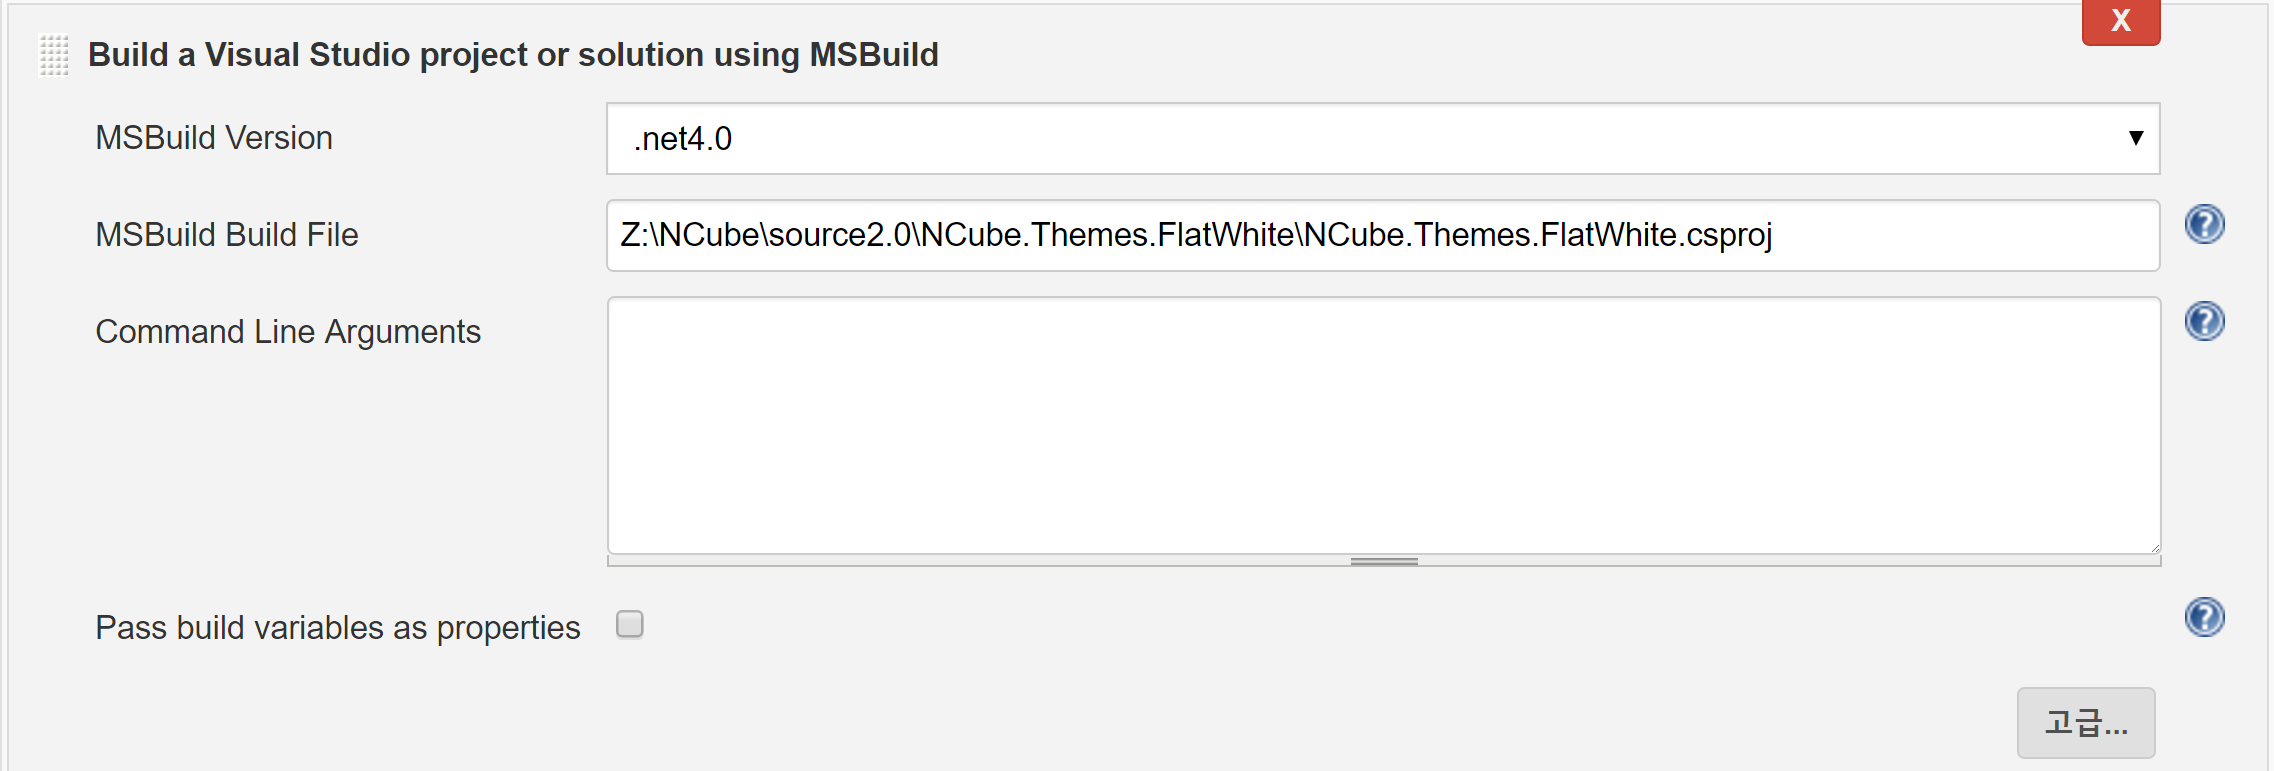 X
Build a Visual Studio project or solution using MSBuild
MSBuild Version
.net4.0
MSBuild Build File
Z:\NCube\source2.0\NCube.Themes.FlatWhite\NCube.Themes.FlatWhite.csproj
Command Line Arguments
Pass build variables as properties
고급...